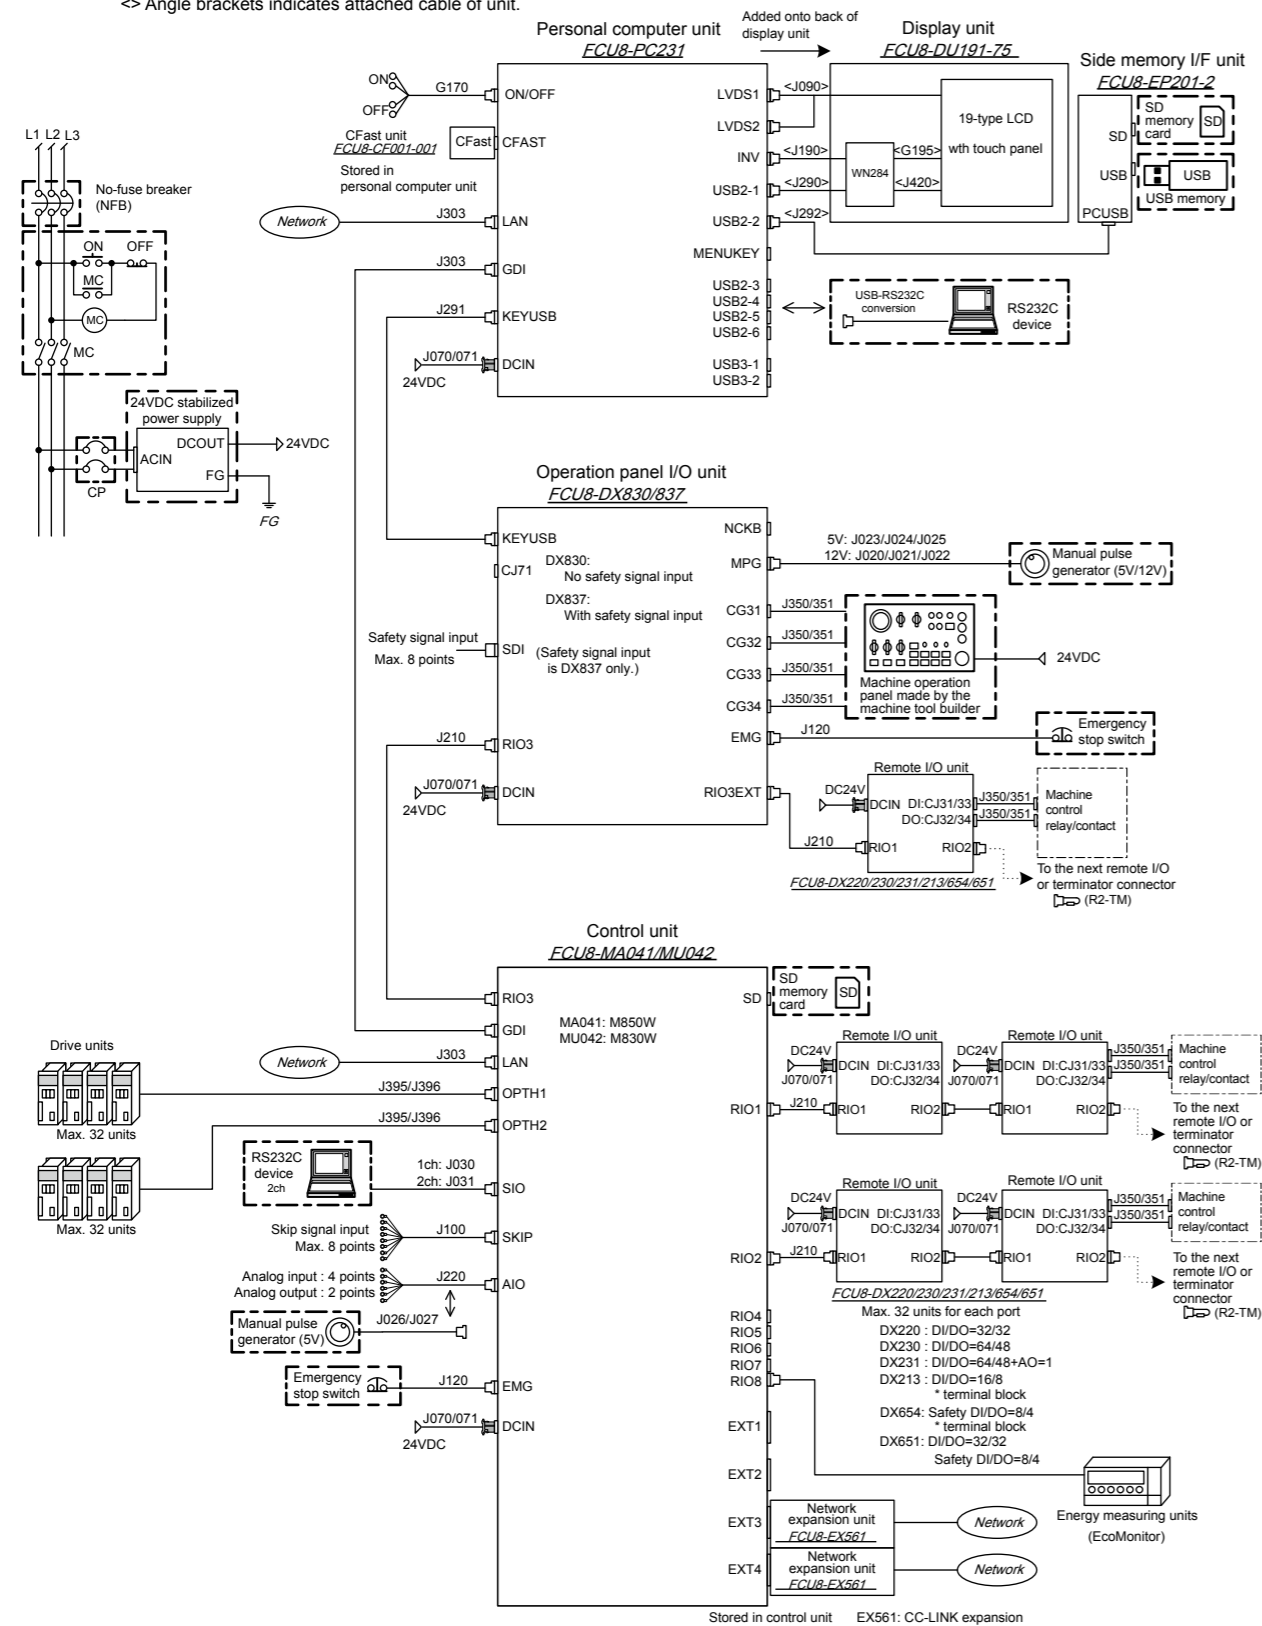 <> Angle brackets indicates attached cable of unit.
Personal computer unit
FCU8-PC231
Added onto back of
display unit
Display unit
FCU8-DU191-75
Side memory I/F unit
FCU8-EP201-2
ON
OFF
G170
ON/OFF
CFast unit
FCU8-CF001-001
CFast
CFAST
Stored in
personal computer unit
Network
J303
LAN
J303
GDI
J291
KEYUSB
J070/071
DCIN
24VDC
LVDS1
LVDS2
INV
USB2-1
USB2-2
MENUKEY
USB2-3
USB2-4
USB2-5
USB2-6
USB3-1
USB3-2
<J090>
<J190>
<J290>
<J292>
WN284
<G195>
<J420>
19-type LCD
wth touch panel
SD
USB
PCUSB
SD
memory
card
SD
USB
USB memory
USB-RS232C
conversion
RS232C
device
L1 L2 L3
No-fuse breaker
(NFB)
ON
OFF
MC
MC
MC
24VDC stabilized
power supply
DCOUT
24VDC
ACIN
FG
CP
FG
Operation panel I/O unit
FCU8-DX830/837
KEYUSB
CJ71
DX830:
No safety signal input
DX837:
With safety signal input
Safety signal input
Max. 8 points
SDI
(Safety signal input
is DX837 only.)
J210
RIO3
J070/071
DCIN
24VDC
NCKB
MPG
CG31
CG32
CG33
CG34
EMG
RIO3EXT
5V: J023/J024/J025
12V: J020/J021/J022
Manual pulse
generator (5V/12V)
J350/351
J350/351
J350/351
J350/351
Machine operation
panel made by the
machine tool builder
24VDC
J120
Emergency
stop switch
Remote I/O unit
DC24V
DCIN
DI:CJ31/33
DO:CJ32/34
J350/351
J350/351
Machine
control
relay/contact
J210
RIO1
RIO2
FCU8-DX220/230/231/213/654/651
To the next remote I/O
or terminator connector
(R2-TM)
Control unit
FCU8-MA041/MU042
RIO3
GDI
MA041: M850W
MU042: M830W
SD
SD
memory
card
SD
Network
J303
LAN
Drive units
Max. 32 units
J395/J396
OPTH1
J395/J396
OPTH2
Max. 32 units
RS232C
device
2ch
1ch: J030
2ch: J031
SIO
Skip signal input
Max. 8 points
J100
SKIP
Analog input : 4 points
Analog output : 2 points
J220
AIO
Manual pulse
generator (5V)
J026/J027
Emergency
stop switch
J120
EMG
J070/071
DCIN
24VDC
RIO1
RIO2
RIO4
RIO5
RIO6
RIO7
RIO8
EXT1
EXT2
EXT3
EXT4
Remote I/O unit
DC24V
DCIN
DI:CJ31/33
DO:CJ32/34
J070/071
J210
RIO1
RIO2
Remote I/O unit
DC24V
DCIN
DI:CJ31/33
DO:CJ32/34
J070/071
RIO1
RIO2
J350/351
J350/351
Machine
control
relay/contact
To the next
remote I/O or
terminator
connector
(R2-TM)
Remote I/O unit
DC24V
DCIN
DI:CJ31/33
DO:CJ32/34
J070/071
J210
RIO1
RIO2
Remote I/O unit
DC24V
DCIN
DI:CJ31/33
DO:CJ32/34
J070/071
RIO1
RIO2
J350/351
J350/351
Machine
control
relay/contact
To the next
remote I/O or
terminator
connector
(R2-TM)
FCU8-DX220/230/231/213/654/651
Max. 32 units for each port
DX220 : DI/DO=32/32
DX230 : DI/DO=64/48
DX231 : DI/DO=64/48+AO=1
DX213 : DI/DO=16/8
* terminal block
DX654: Safety DI/DO=8/4
* terminal block
DX651: DI/DO=32/32
Safety DI/DO=8/4
Energy measuring units
(EcoMonitor)
Network
expansion unit
FCU8-EX561
Network
Network
expansion unit
FCU8-EX561
Network
Stored in control unit
EX561: CC-LINK expansion